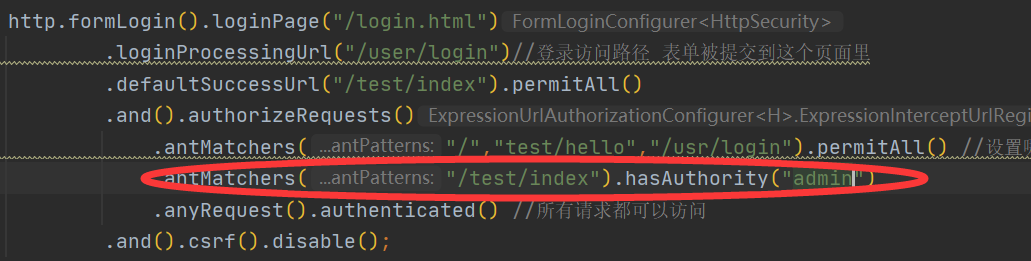 http.formLogin().loginPage("/login.html") FormLoginConfigurer<HttpSecurity>
.loginProcessingUrl("/user/login")//登录访问路径 表单被提交到这个页面里
.defaultSuccessUrl("/test/index").permitAll()
.and().authorizeRequests() ExpressionUrlAuthorizationConfigurer<H>.ExpressionInterceptUrlRegi
.antMatchers( ...antPatterns: "/","test/hello","/usr/login").permitAll() //设置
.antMatchers( ...antPatterns: "/test/index").hasAuthority("admin")
.anyRequest().authenticated() //所有请求都可以访问
.and().csrf().disable();